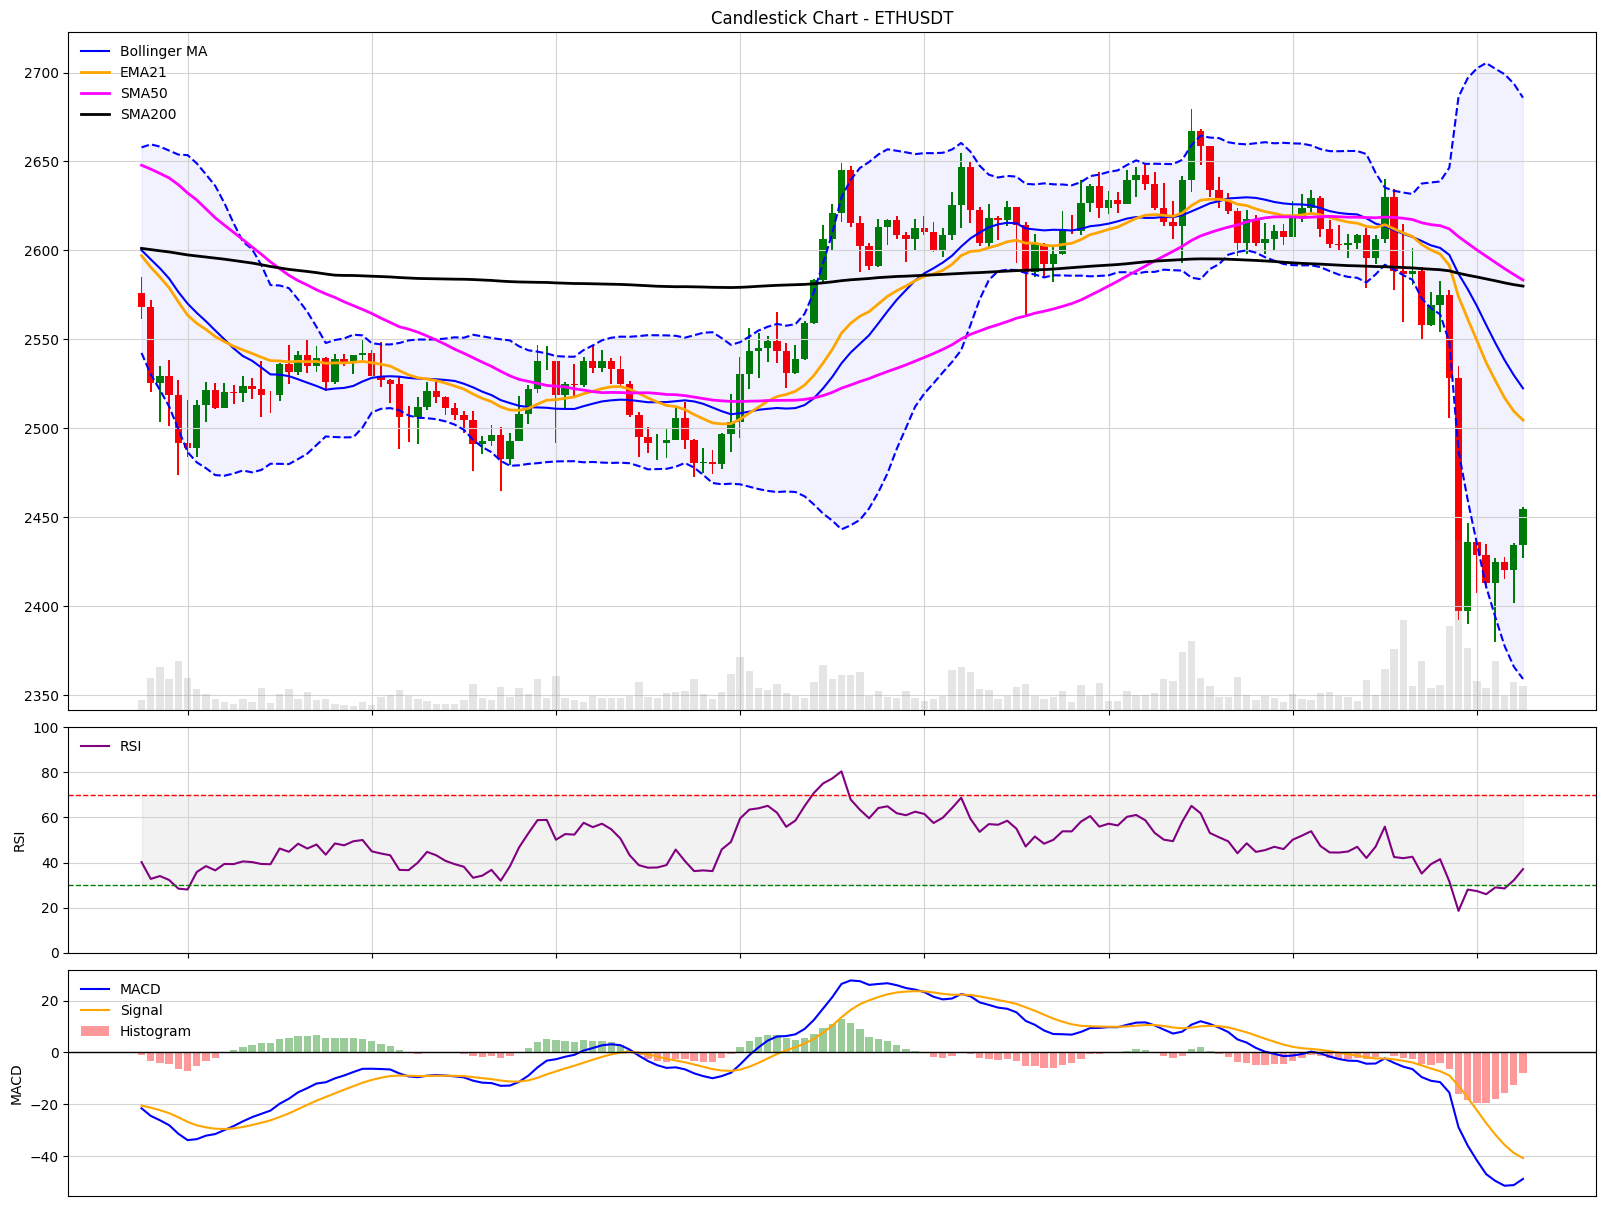 Candlestick Chart - ETHUSDT
Bollinger MA
EMA21
SMA50
SMA200
2700
2650
2600
2550
2500
2450
2400
2350
RSI
100
80
60
40
20
0
RSI
MACD
Signal
Histogram
20
0
−20
−40
MACD